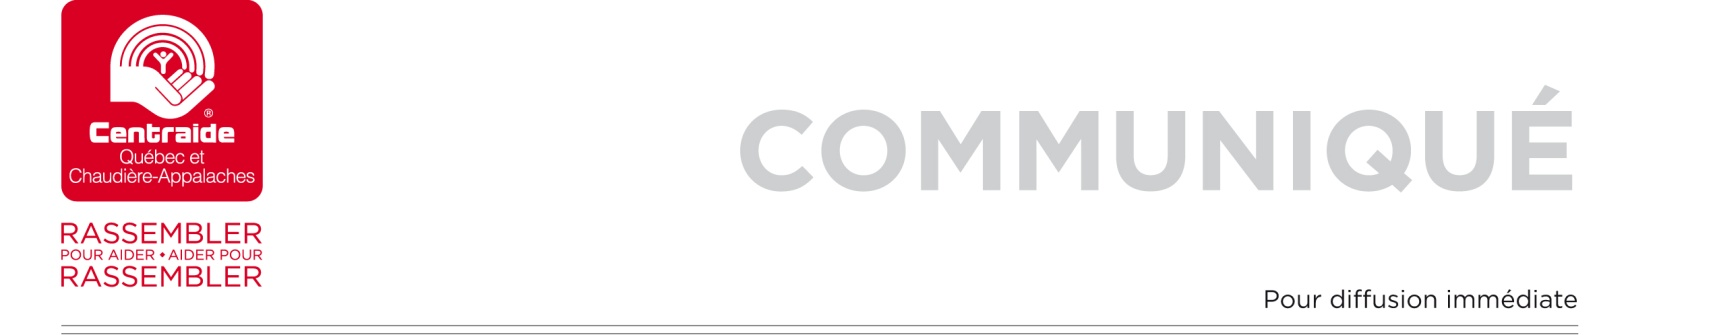 ®
Centraide
Québec et
Chaudière-Appalaches
RASSEMBLER
POUR AIDER • AIDER POUR
RASSEMBLER
COMMUNIQUÉ
Pour diffusion immédiate